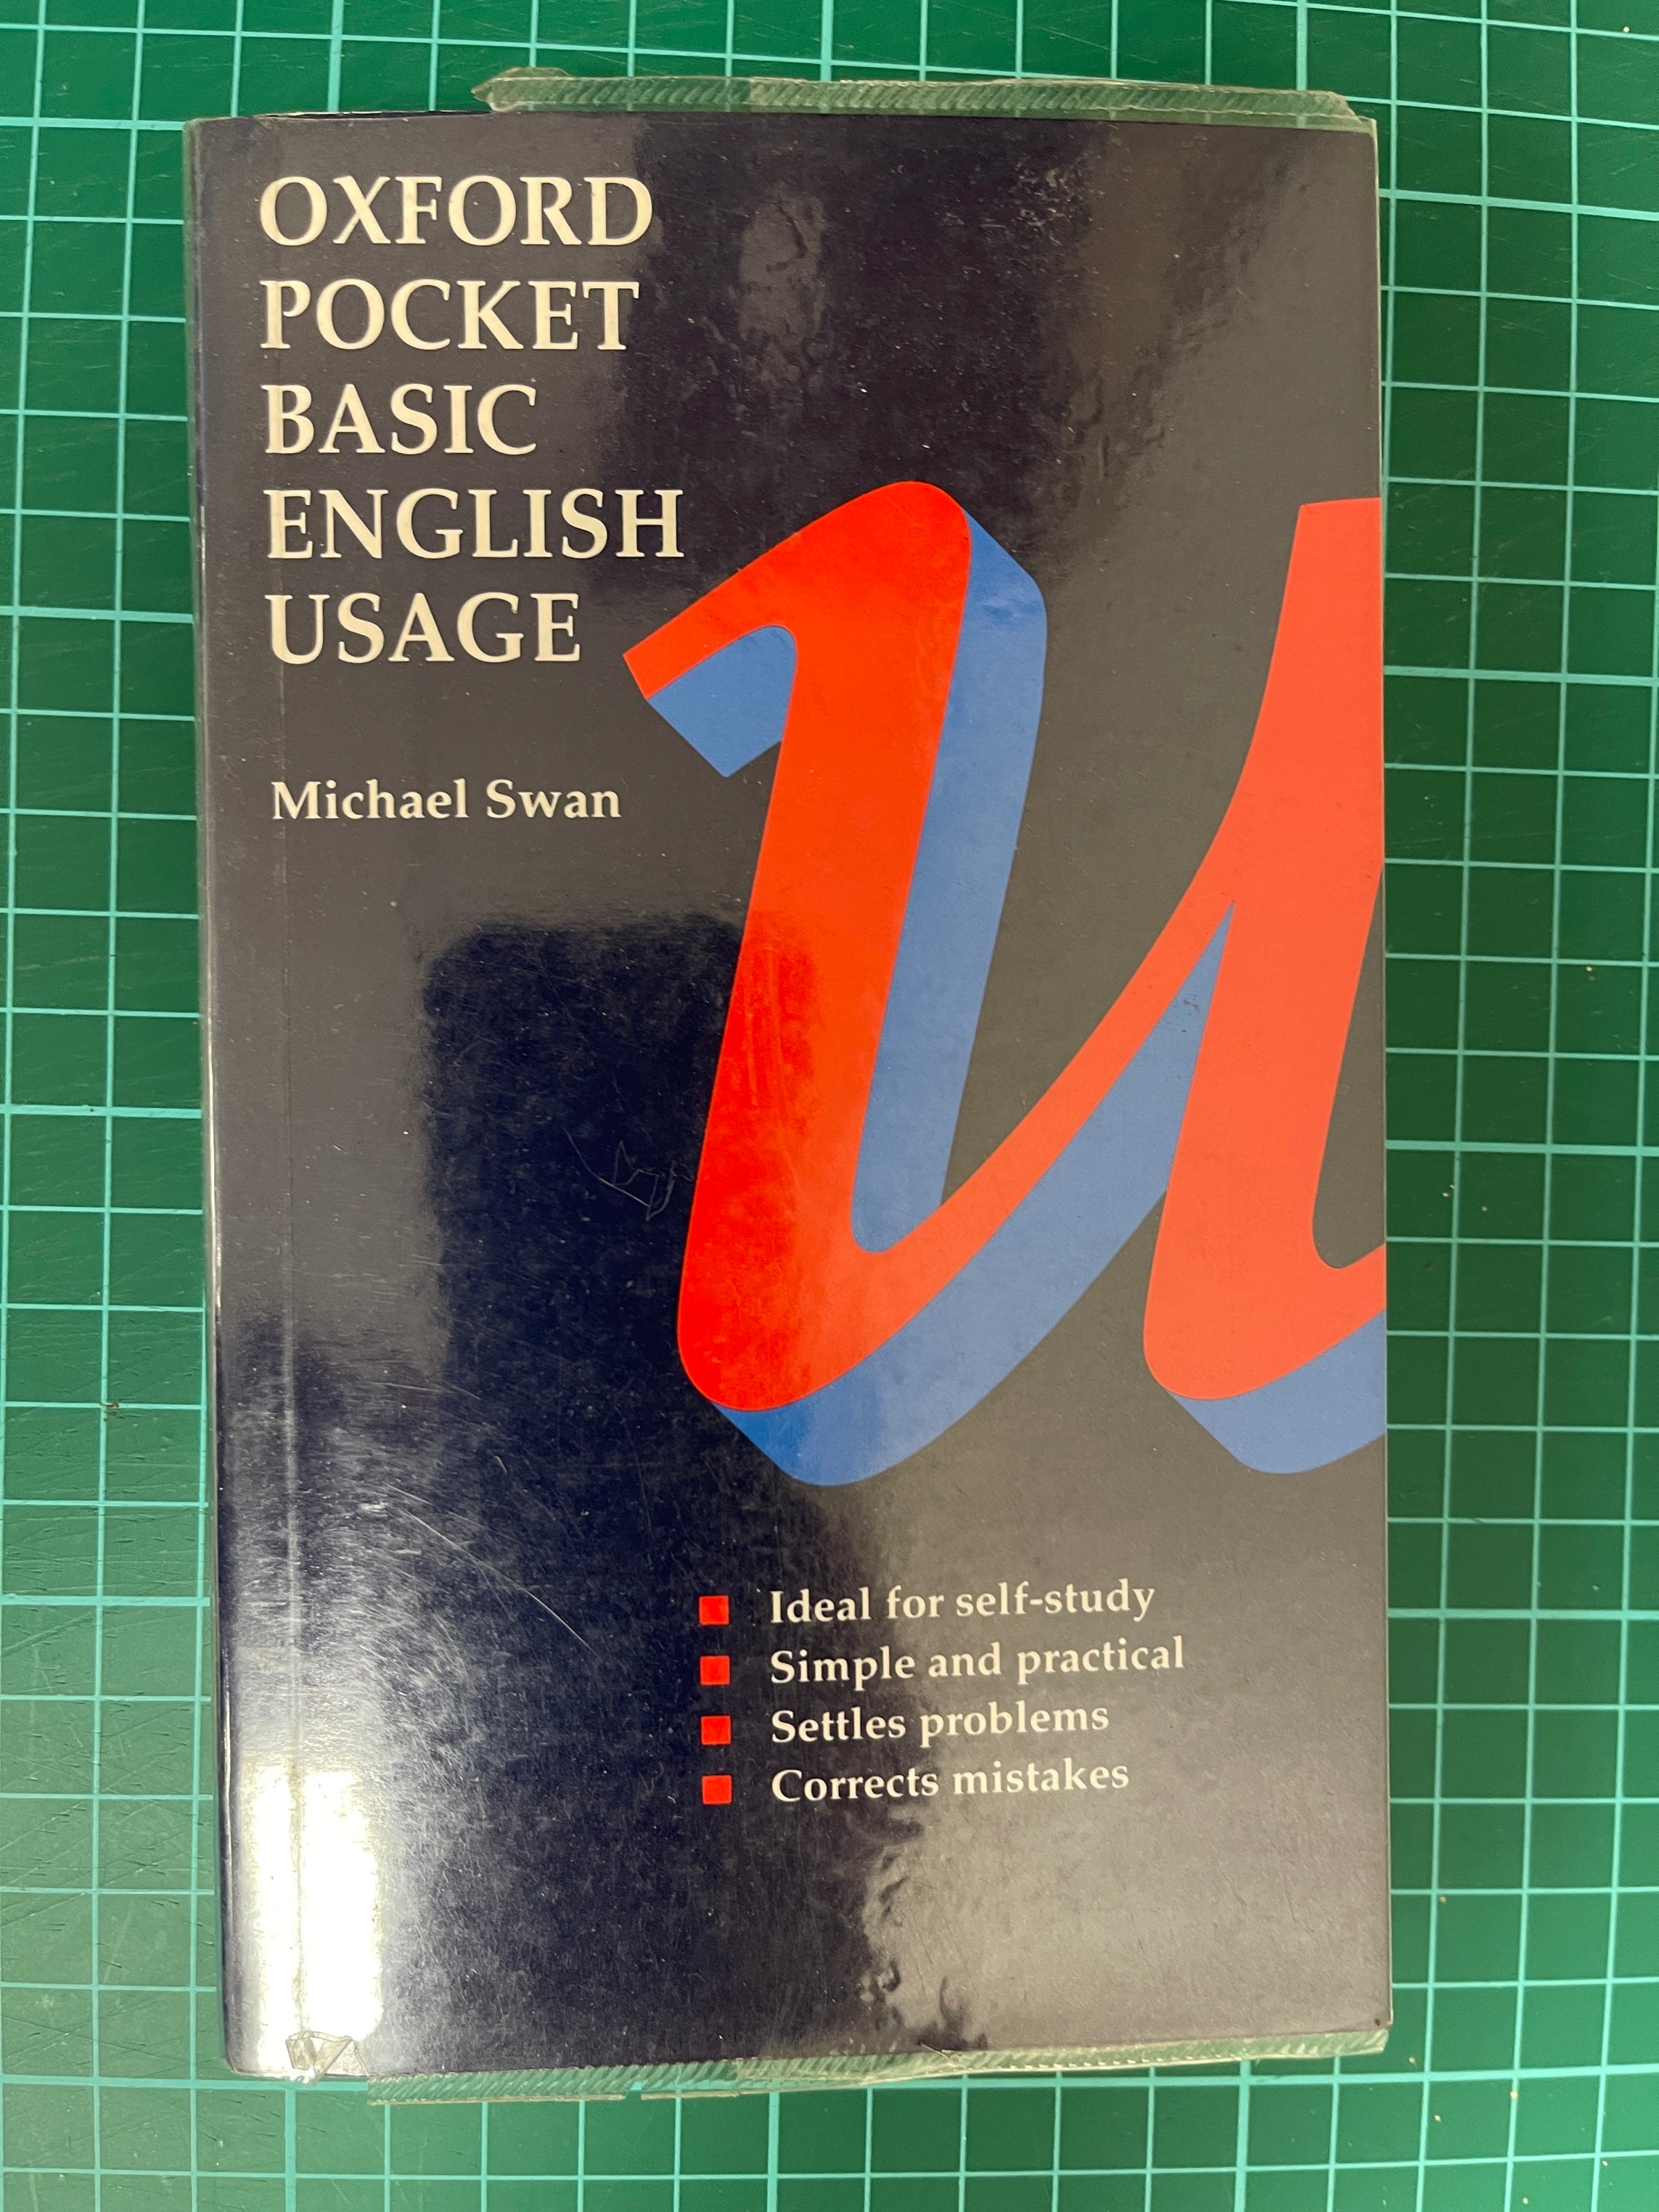 OXFORD
POCKET
BASIC
ENGLISH
USAGE
Michael Swan
u
Ideal for self-study
Simple and practical
Settles problems
Corrects mistakes